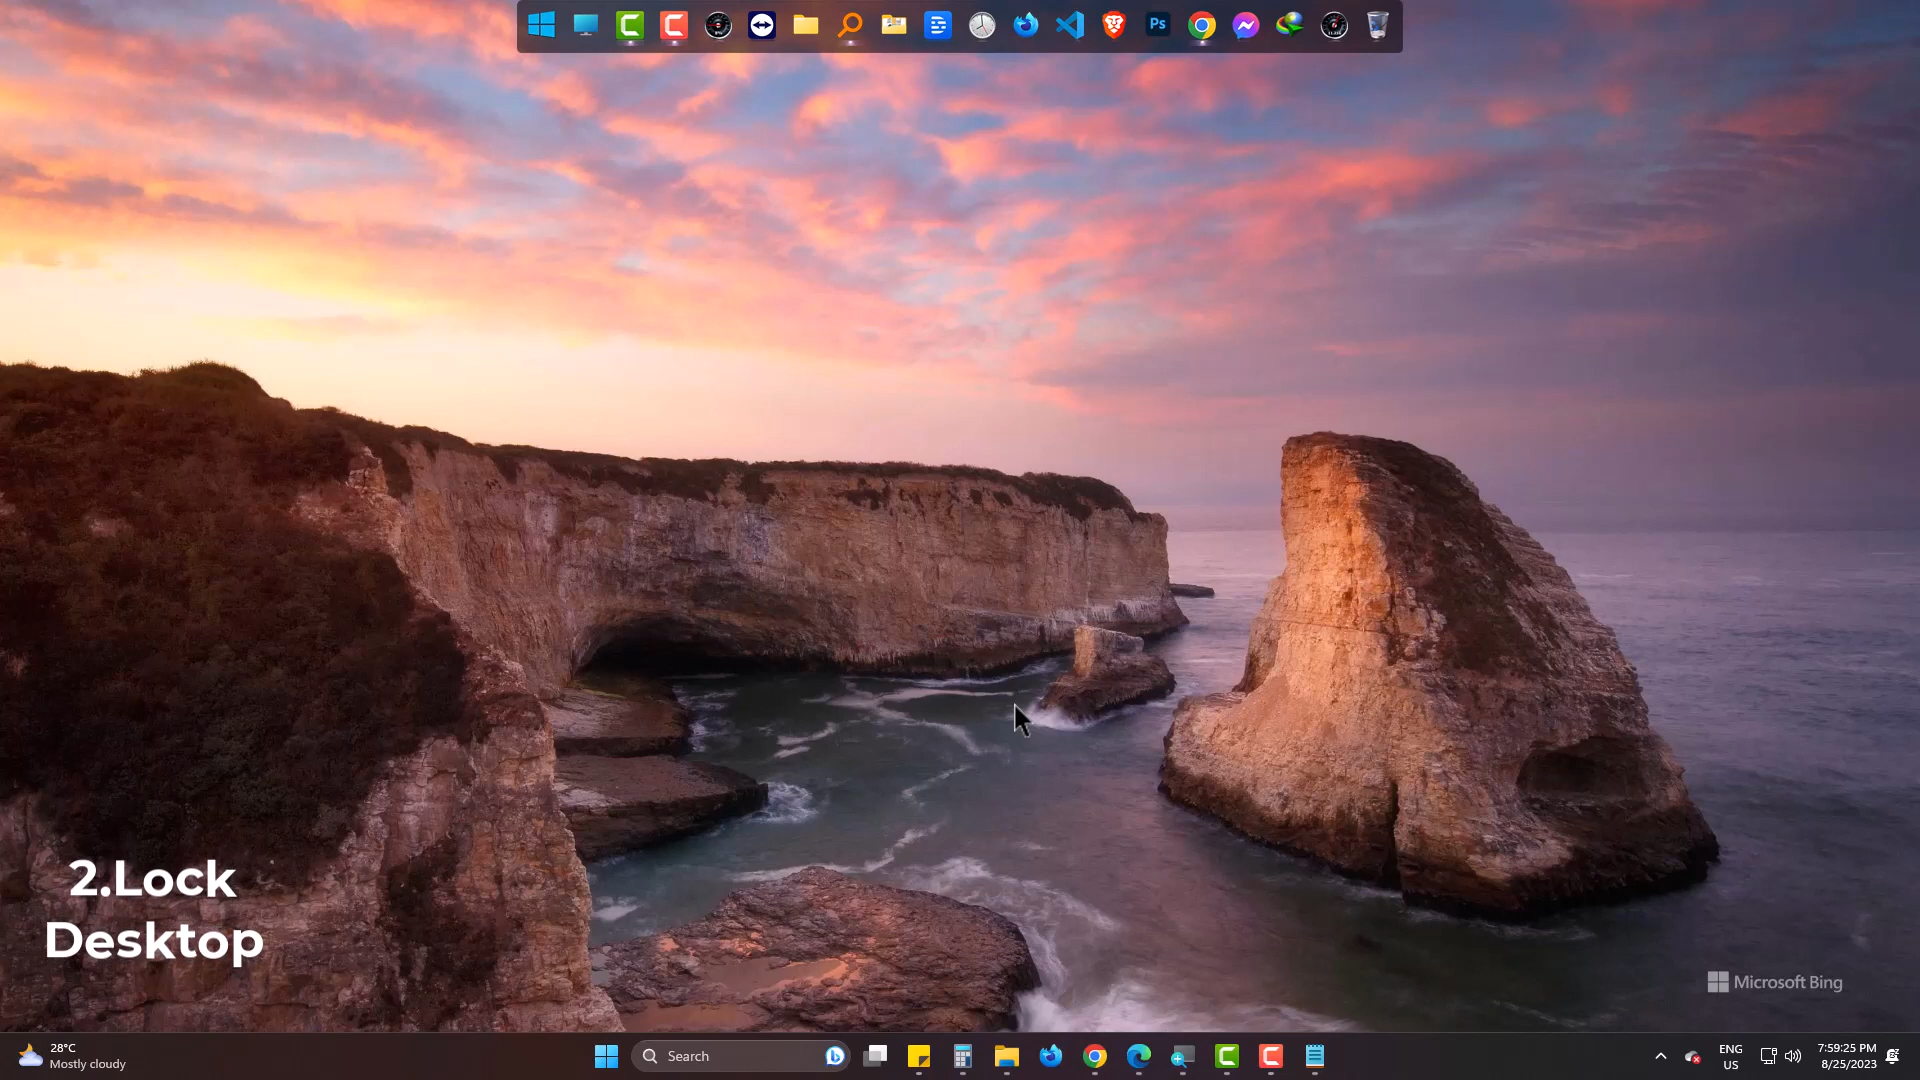 Ps
2.Lock
Desktop
Microsoft Bing
28°C
Mostly cloudy
Search
ENG
US
7:59:25 PM
8/25/2023